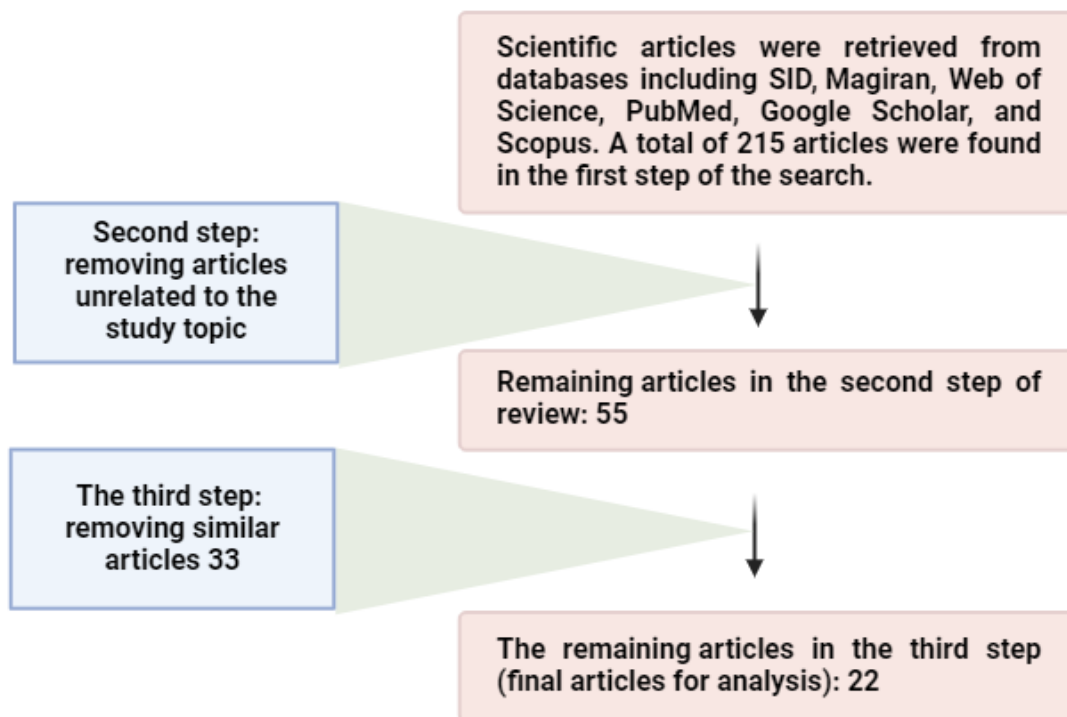 Scientific articles were retrieved from
databases including SID, Magiran, Web of
Science, PubMed, Google Scholar, and
Scopus. A total of 215 articles were found
in the first step of the search.
Second step:
removing articles
unrelated to the
study topic
Remaining articles in the second step of
review: 55
The third step:
removing similar
articles 33
The remaining articles in the third step
(final articles for analysis): 22